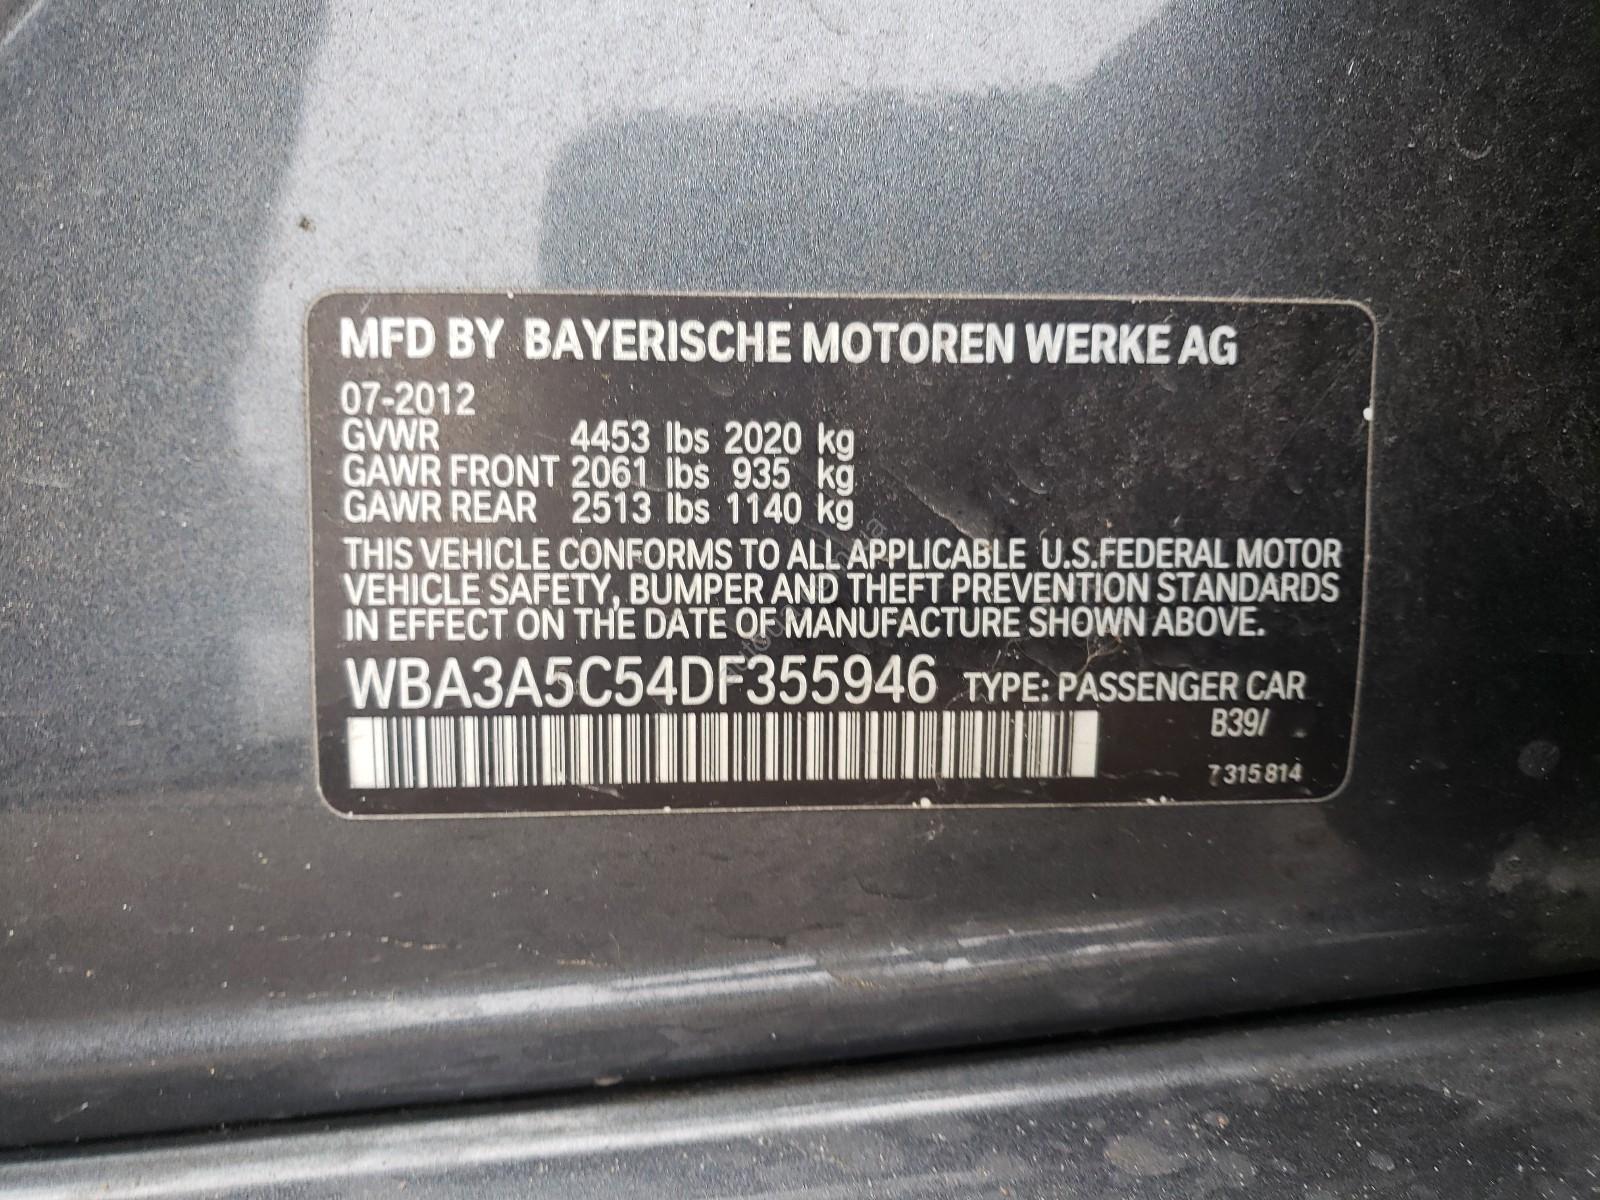 MFD BY BAYERISCHE MOTOREN WERKE AG
07-2012
GVWR 4453 lbs 2020 kg
GAWR FRONT 2061 lbs 935 kg
GAWR REAR 2513 lbs 1140 kg
THIS VEHICLE CONFORMS TO ALL APPLICABLE U.S.FEDERAL MOTOR
VEHICLE SAFETY, BUMPER AND THEFT PREVENTION STANDARDS
IN EFFECT ON THE DATE OF MANUFACTURE SHOWN ABOVE.
WBA3A5C54DF355946 TYPE: PASSENGER CAR
B39/
7 315 814